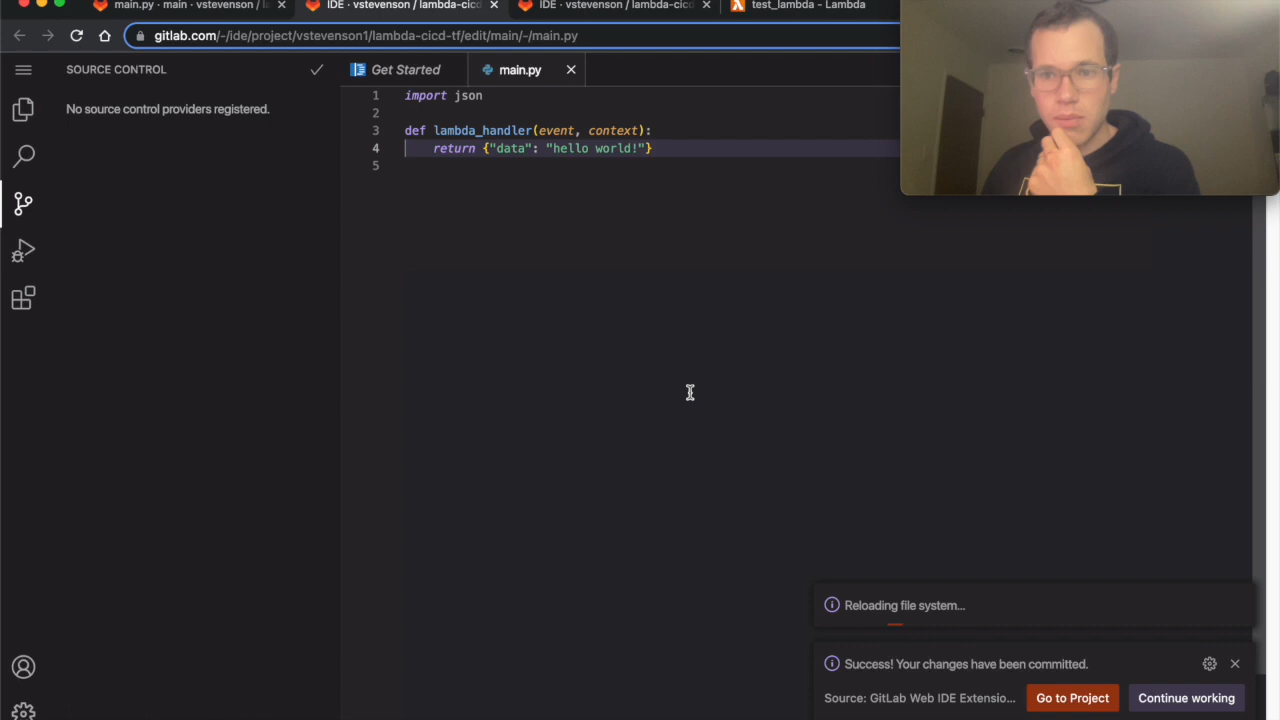 main.py · main · vstevenson / l
IDE · vstevenson / lambda-cicd
IDE · vstevenson / lambda-cicd
test_lambda – Lambda
gitlab.com/-/ide/project/vstevenson1/lambda-cicd-tf/edit/main/-/main.py
SOURCE CONTROL
No source control providers registered.
Get Started
main.py
1 import json
2
3 def lambda_handler(event, context):
4 return {"data": "hello world!"}
5
Reloading file system...
Success! Your changes have been committed.
Source: GitLab Web IDE Extensio...
Go to Project
Continue working